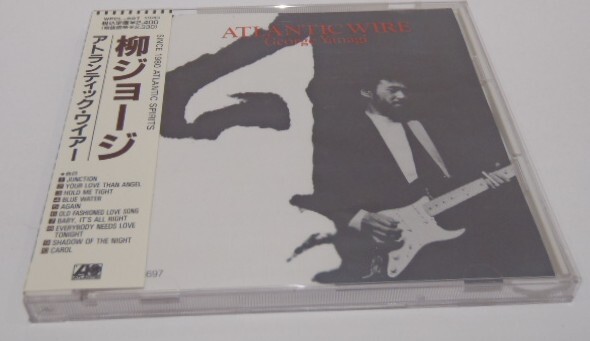 ATLANTIC WIRE
George Yanagi
SINCE 1980 ATLANTIC SPIRITS
柳ジョージ
アトランティック・ワイアー
JUNCTION
YOUR LOVE THAN ANGEL
HOLD ME TIGHT
BLUE WATER
AGAIN
OLD FASHIONED LOVE SONG
BABY, IT'S ALL RIGHT
EVERYBODY NEEDS LOVE
TONIGHT
SHADOW OF THE NIGHT
CAROL
697